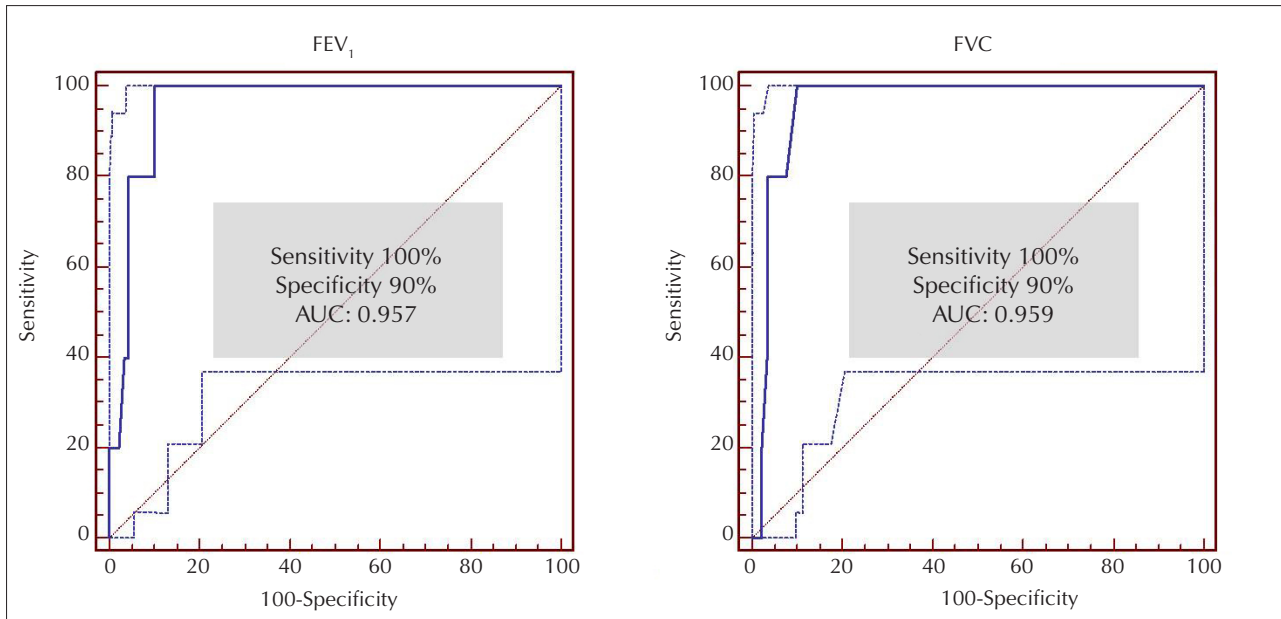 FEV₁
100
80
60
40
20
0
Sensitivity
Sensitivity 100%
Specificity 90%
AUC: 0.957
0 20 40 60 80 100
100-Specificity
FVC
100
80
60
40
20
0
Sensitivity
Sensitivity 100%
Specificity 90%
AUC: 0.959
0 20 40 60 80 100
100-Specificity